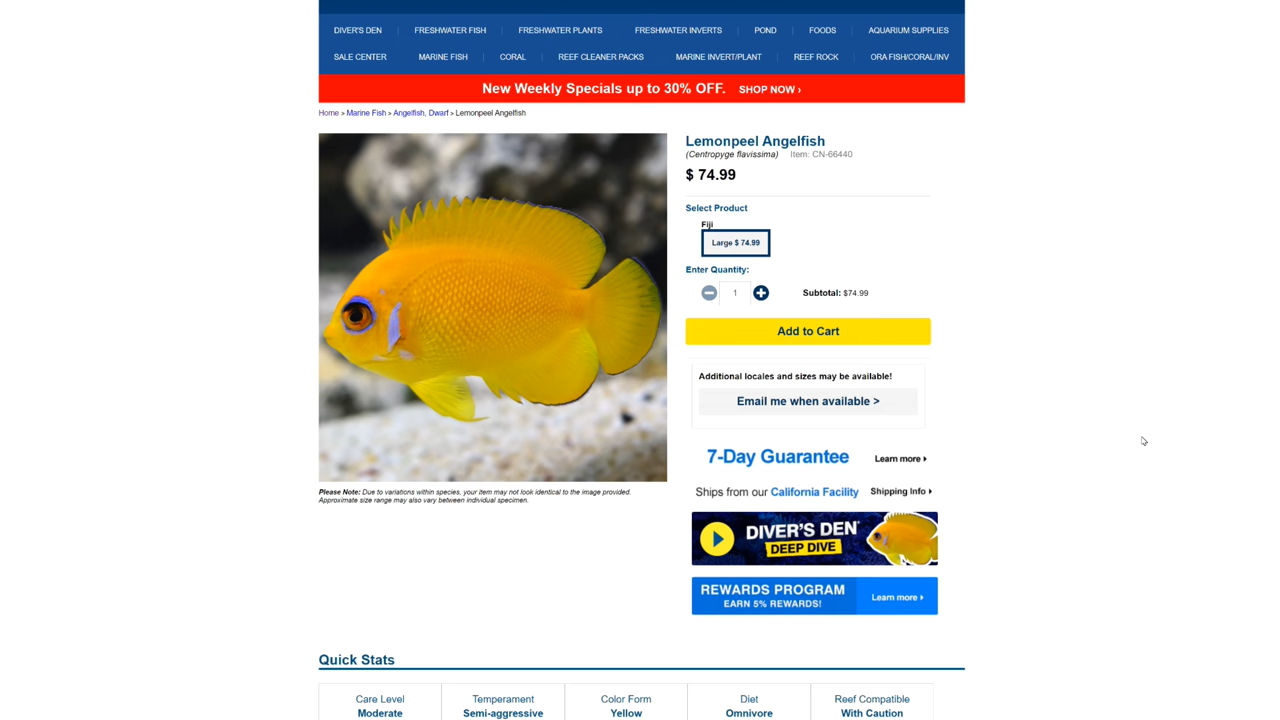 DIVER'S DEN FRESHWATER FISH FRESHWATER PLANTS FRESHWATER INVERTS POND FOODS AQUARIUM SUPPLIES
SALE CENTER MARINE FISH CORAL REEF CLEANER PACKS MARINE INVERT/PLANT REEF ROCK ORA FISH/CORAL/INV
New Weekly Specials up to 30% OFF. SHOP NOW ›
Home > Marine Fish > Angelfish, Dwarf > Lemonpeel Angelfish
Lemonpeel Angelfish
(Centropyge flavissima) Item: CN-66440
$ 74.99
Select Product
Fiji
Large $ 74.99
Enter Quantity:
1 Subtotal: $74.99
Add to Cart
Additional locales and sizes may be available!
Email me when available >
7-Day Guarantee Learn more
Ships from our California Facility Shipping Info
Please Note: Due to variations within species, your item may not look identical to the image provided.
Approximate size range may also vary between individual specimen.
DIVER'S DEN®
DEEP DIVE
REWARDS PROGRAM
EARN 5% REWARDS! Learn more
Quick Stats
Care Level Temperament Color Form Diet Reef Compatible
Moderate Semi-aggressive Yellow Omnivore With Caution